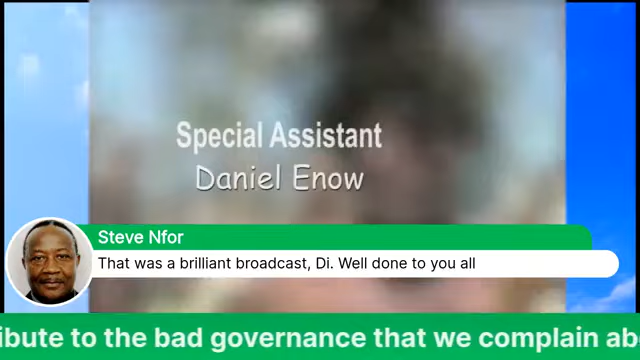 Special Assistant
Daniel Enow
Steve Nfor
That was a brilliant broadcast, Di. Well done to you all
ibute to the bad governance that we complain ab